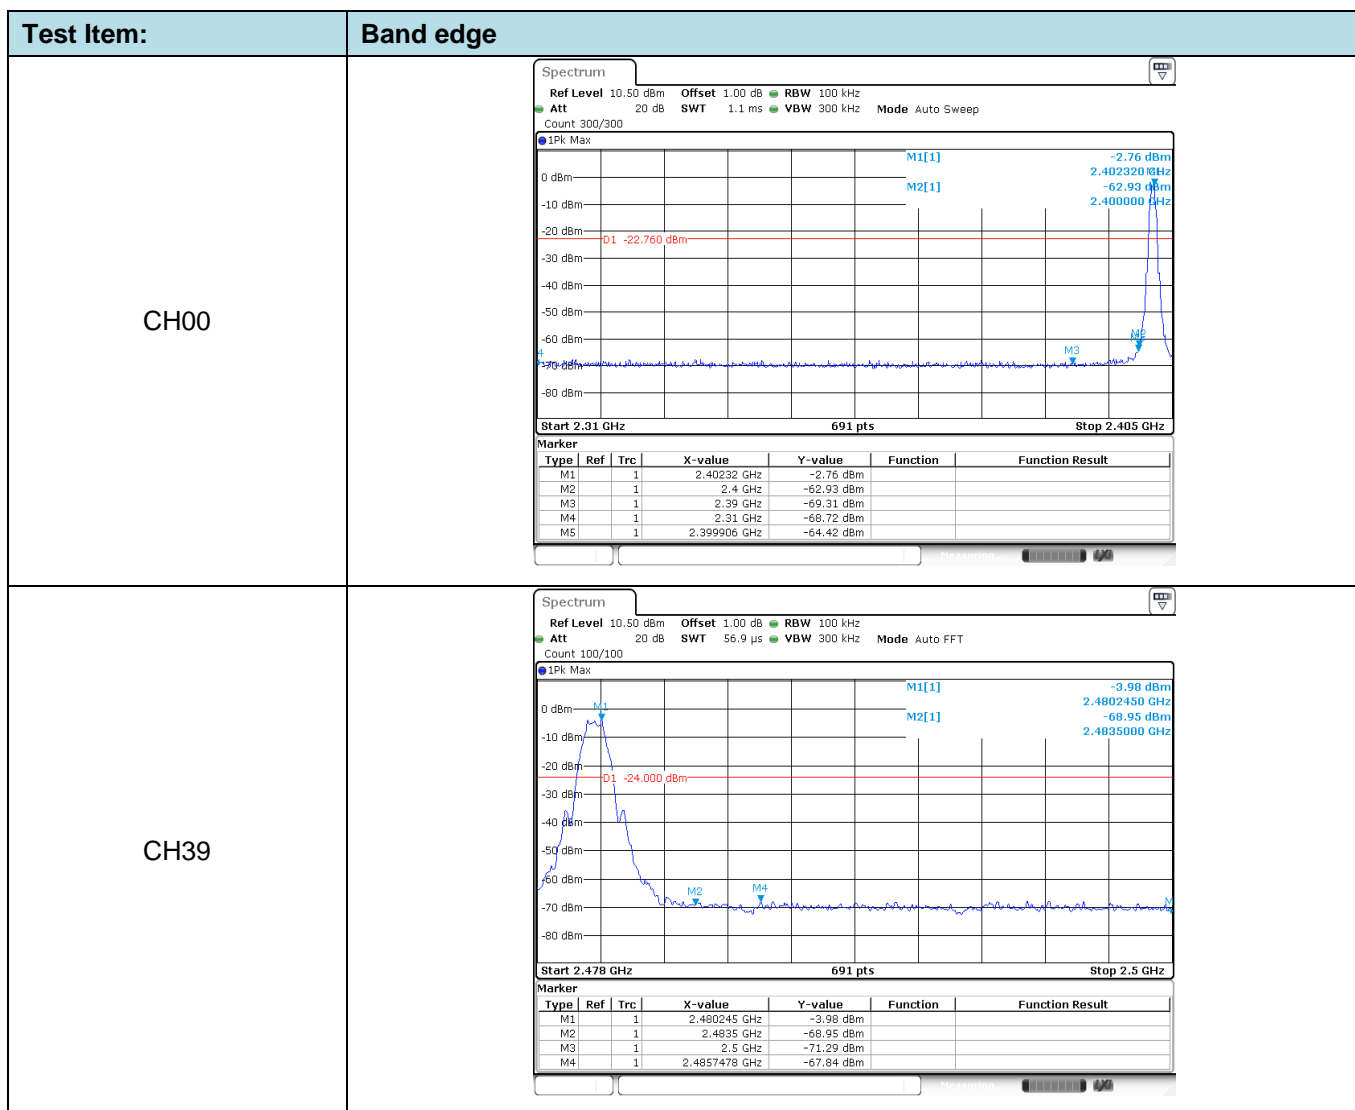 Test Item: Band edge
CH00
Spectrum
Ref Level 10.50 dBm Offset 1.00 dB RBW 100 kHz
Att 20 dB SWT 1.1 ms VBW 300 kHz Mode Auto Sweep
Count 300/300
1Pk Max
M1[1] -2.76 dBm
2.402320 GHz
M2[1] -62.93 dBm
2.400000 GHz
0 dBm
-10 dBm
-20 dBm
D1 -22.760 dBm
-30 dBm
-40 dBm
-50 dBm
-60 dBm
M2
M3
-70 dBm
-80 dBm
Start 2.31 GHz 691 pts Stop 2.405 GHz
Marker
Type Ref Trc X-value Y-value Function Function Result
M1 1 2.40232 GHz -2.76 dBm
M2 1 2.4 GHz -62.93 dBm
M3 1 2.39 GHz -69.31 dBm
M4 1 2.31 GHz -68.72 dBm
M5 1 2.399906 GHz -64.42 dBm
Measuring...
CH39
Spectrum
Ref Level 10.50 dBm Offset 1.00 dB RBW 100 kHz
Att 20 dB SWT 56.9 µs VBW 300 kHz Mode Auto FFT
Count 100/100
1Pk Max
M1[1] -3.98 dBm
2.4802450 GHz
M2[1] -68.95 dBm
2.4835000 GHz
0 dBm
M1
-10 dBm
-20 dBm
D1 -24.000 dBm
-30 dBm
-40 dBm
-50 dBm
-60 dBm
M2 M4
-70 dBm
-80 dBm
Start 2.478 GHz 691 pts Stop 2.5 GHz
Marker
Type Ref Trc X-value Y-value Function Function Result
M1 1 2.480245 GHz -3.98 dBm
M2 1 2.4835 GHz -68.95 dBm
M3 1 2.5 GHz -71.29 dBm
M4 1 2.4857478 GHz -67.84 dBm
Measuring...